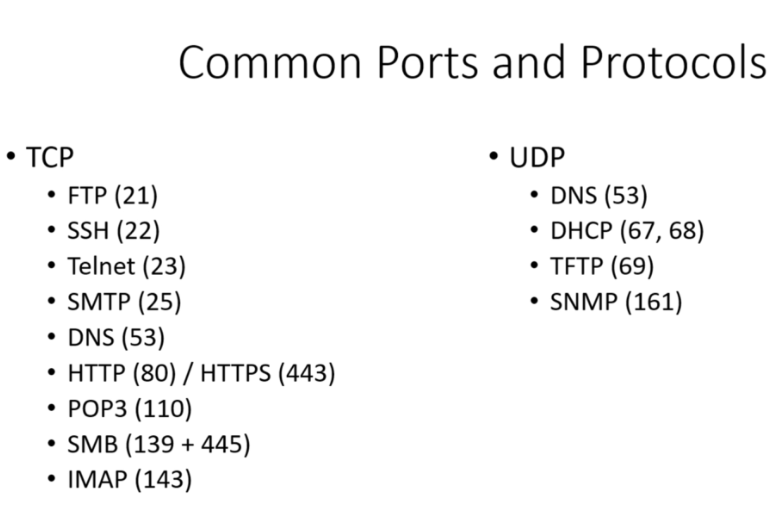 Common Ports and Protocols
• TCP
• FTP (21)
• SSH (22)
• Telnet (23)
• SMTP (25)
• DNS (53)
• HTTP (80) / HTTPS (443)
• POP3 (110)
• SMB (139 + 445)
• IMAP (143)
• UDP
• DNS (53)
• DHCP (67, 68)
• TFTP (69)
• SNMP (161)